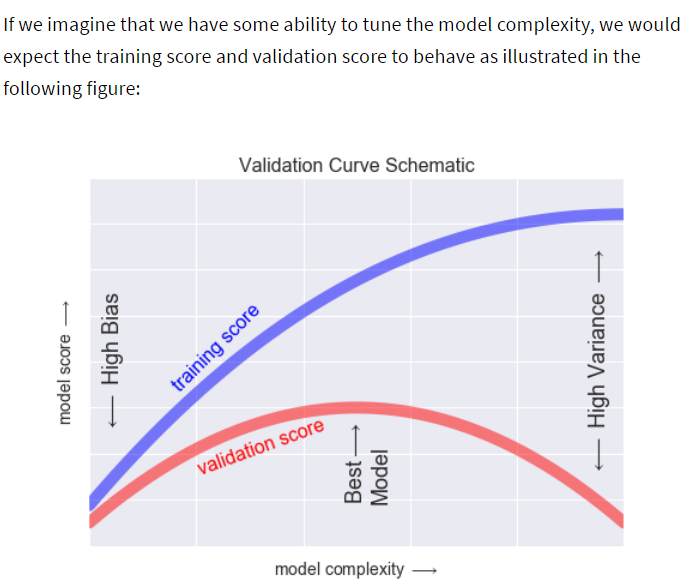 If we imagine that we have some ability to tune the model complexity, we would
expect the training score and validation score to behave as illustrated in the
following figure:
Validation Curve Schematic
model score ⟶
⟵ High Bias
training score
validation score
Best ⟶
Model
⟵ High Variance ⟶
model complexity ⟶